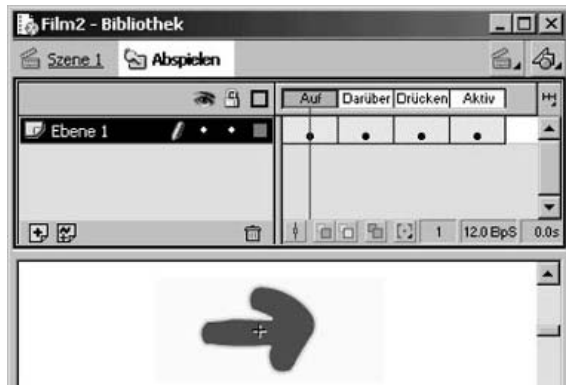 Film2 - Bibliothek
Szene 1 Abspielen
Auf Darüber Drücken Aktiv
Ebene 1
1 12.0 BpS 0.0s